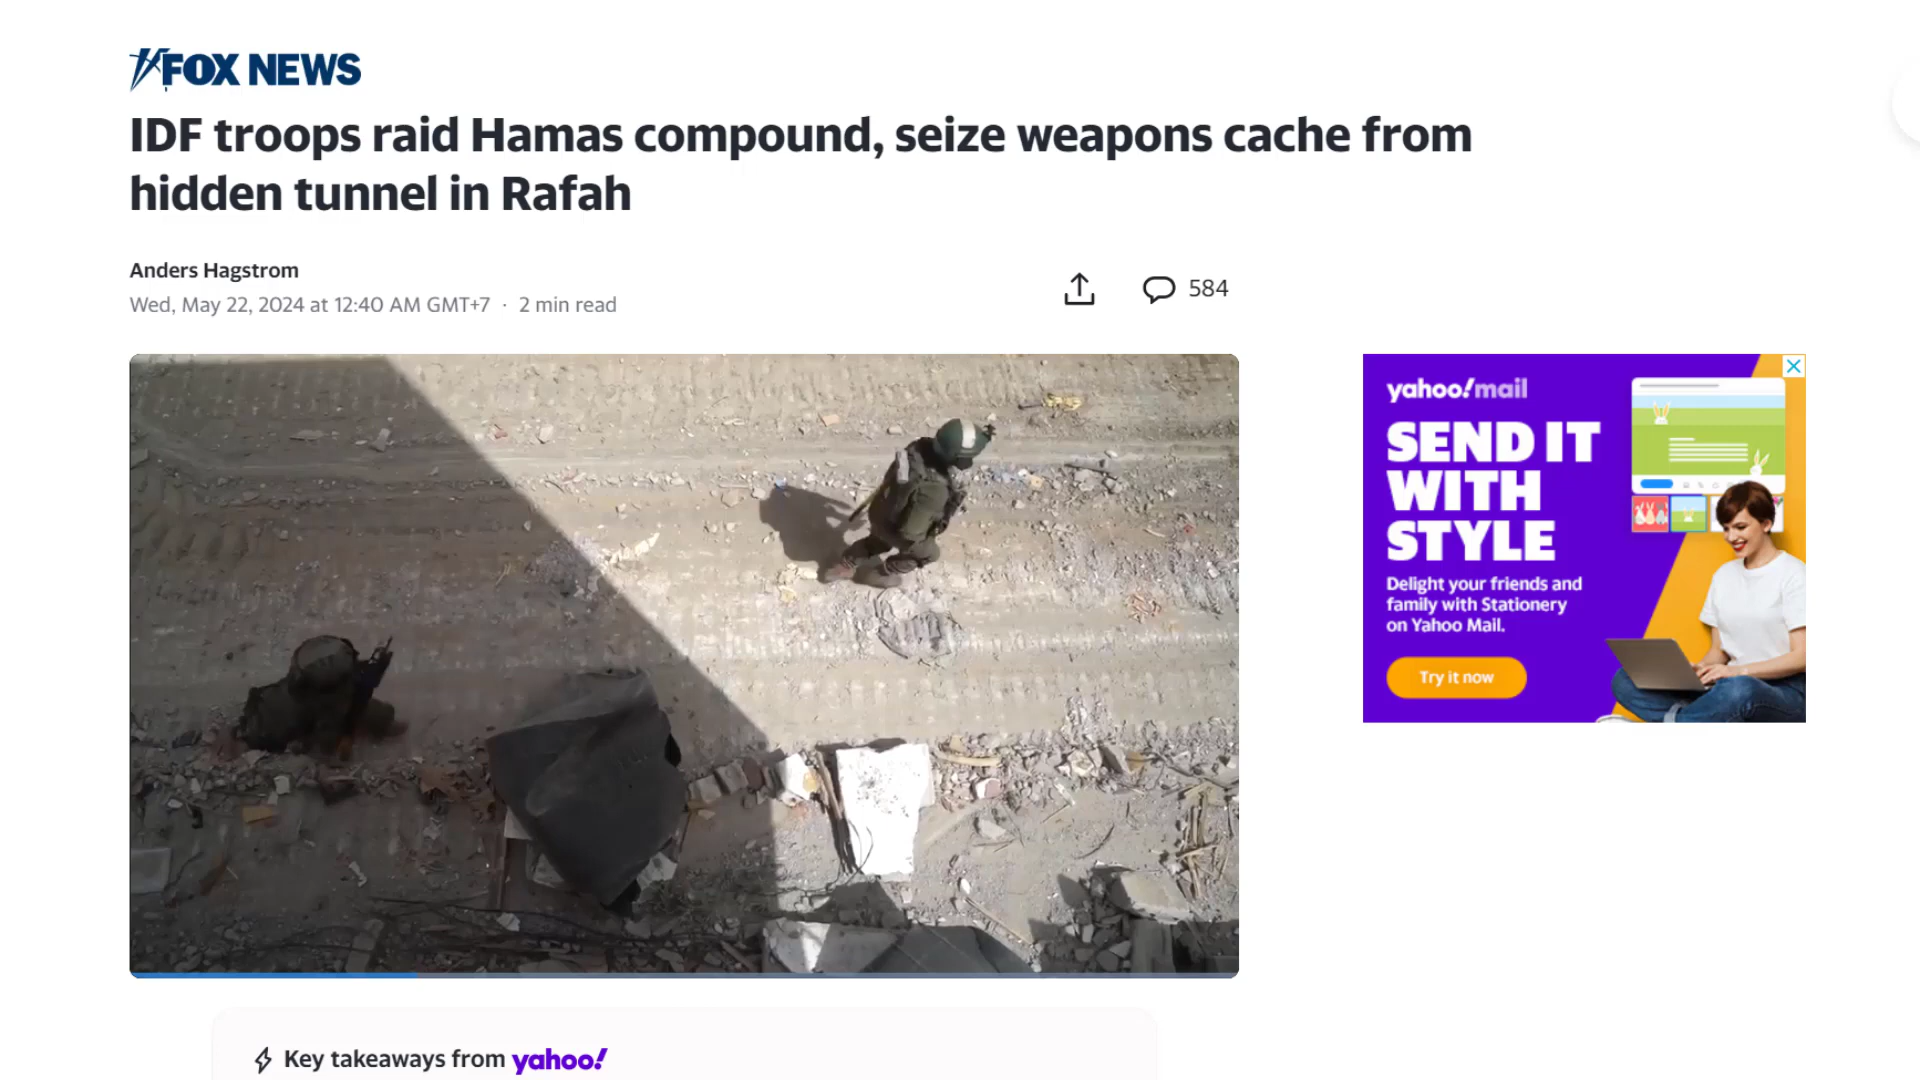 FOX NEWS
IDF troops raid Hamas compound, seize weapons cache from
hidden tunnel in Rafah
Anders Hagstrom
Wed, May 22, 2024 at 12:40 AM GMT+7 · 2 min read
584
yahoo!mail
SEND IT
WITH
STYLE
Delight your friends and
family with Stationery
on Yahoo Mail.
Try it now
Key takeaways from yahoo!